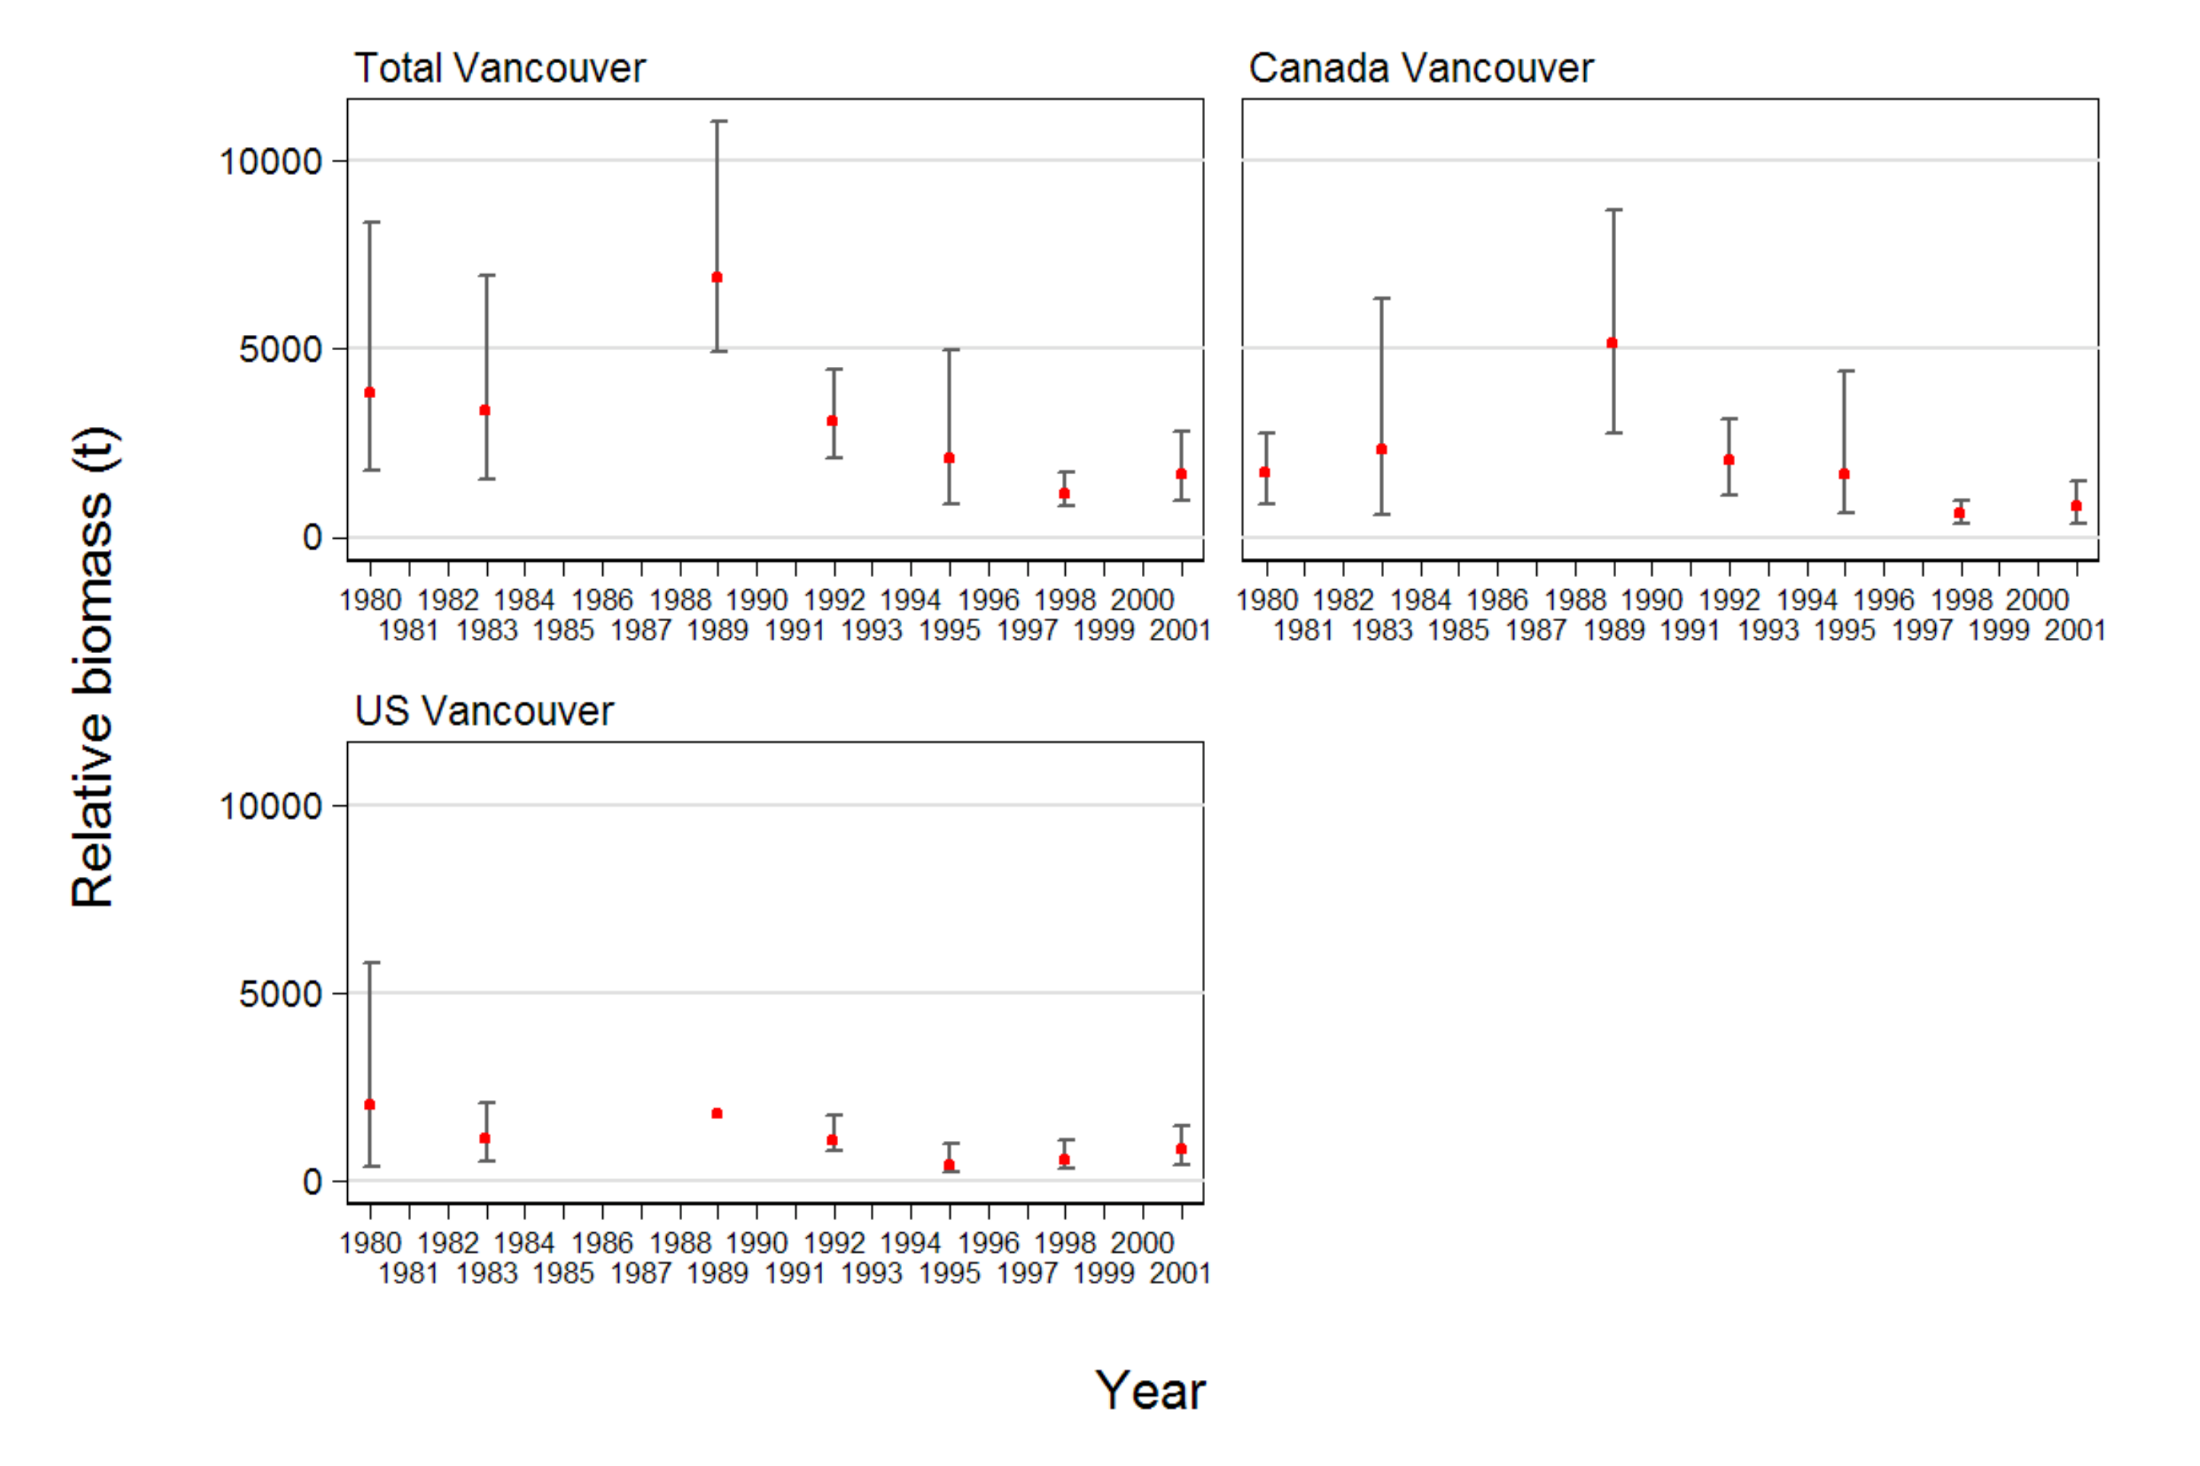 Total Vancouver
Canada Vancouver
10000
5000
0
1980 1982 1984 1986 1988 1990 1992 1994 1996 1998 2000
1981 1983 1985 1987 1989 1991 1993 1995 1997 1999 2001
1980 1982 1984 1986 1988 1990 1992 1994 1996 1998 2000
1981 1983 1985 1987 1989 1991 1993 1995 1997 1999 2001
Relative biomass (t)
US Vancouver
10000
5000
0
1980 1982 1984 1986 1988 1990 1992 1994 1996 1998 2000
1981 1983 1985 1987 1989 1991 1993 1995 1997 1999 2001
Year